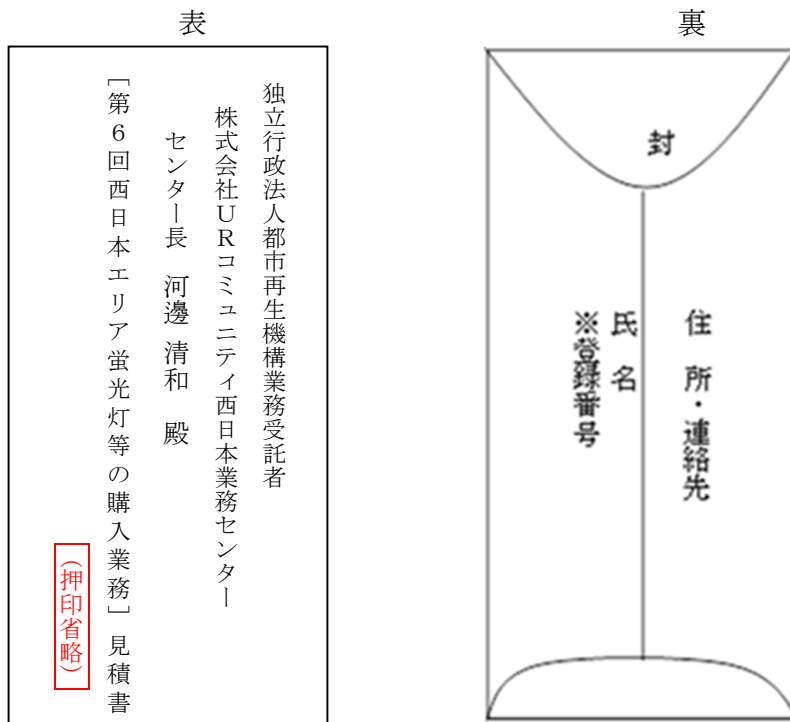 表
独立行政法人都市再生機構業務受託者
株式会社ＵＲコミュニティ西日本業務センター
センター長　河邊 清和　殿
［第６回西日本エリア蛍光灯等の購入業務］見積書
（押印省略）
裏
封
住　所・連絡先
氏　名
※登録番号